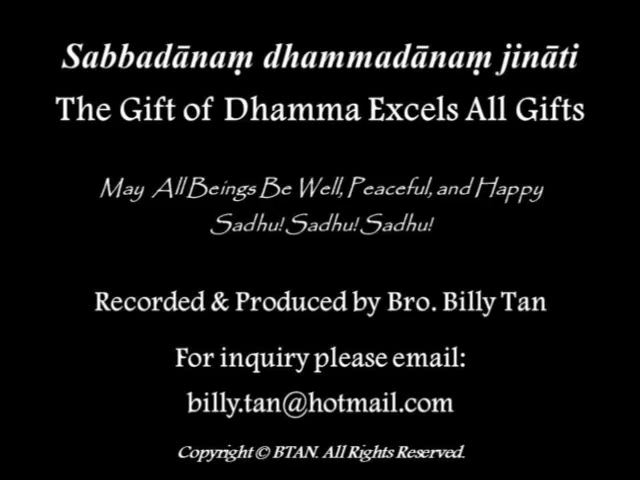 Sabbadānaṃ dhammadānaṃ jināti
The Gift of Dhamma Excels All Gifts
May All Beings Be Well, Peaceful, and Happy
Sadhu! Sadhu! Sadhu!
Recorded & Produced by Bro. Billy Tan
For inquiry please email:
billy.tan@hotmail.com
Copyright © BTAN. All Rights Reserved.